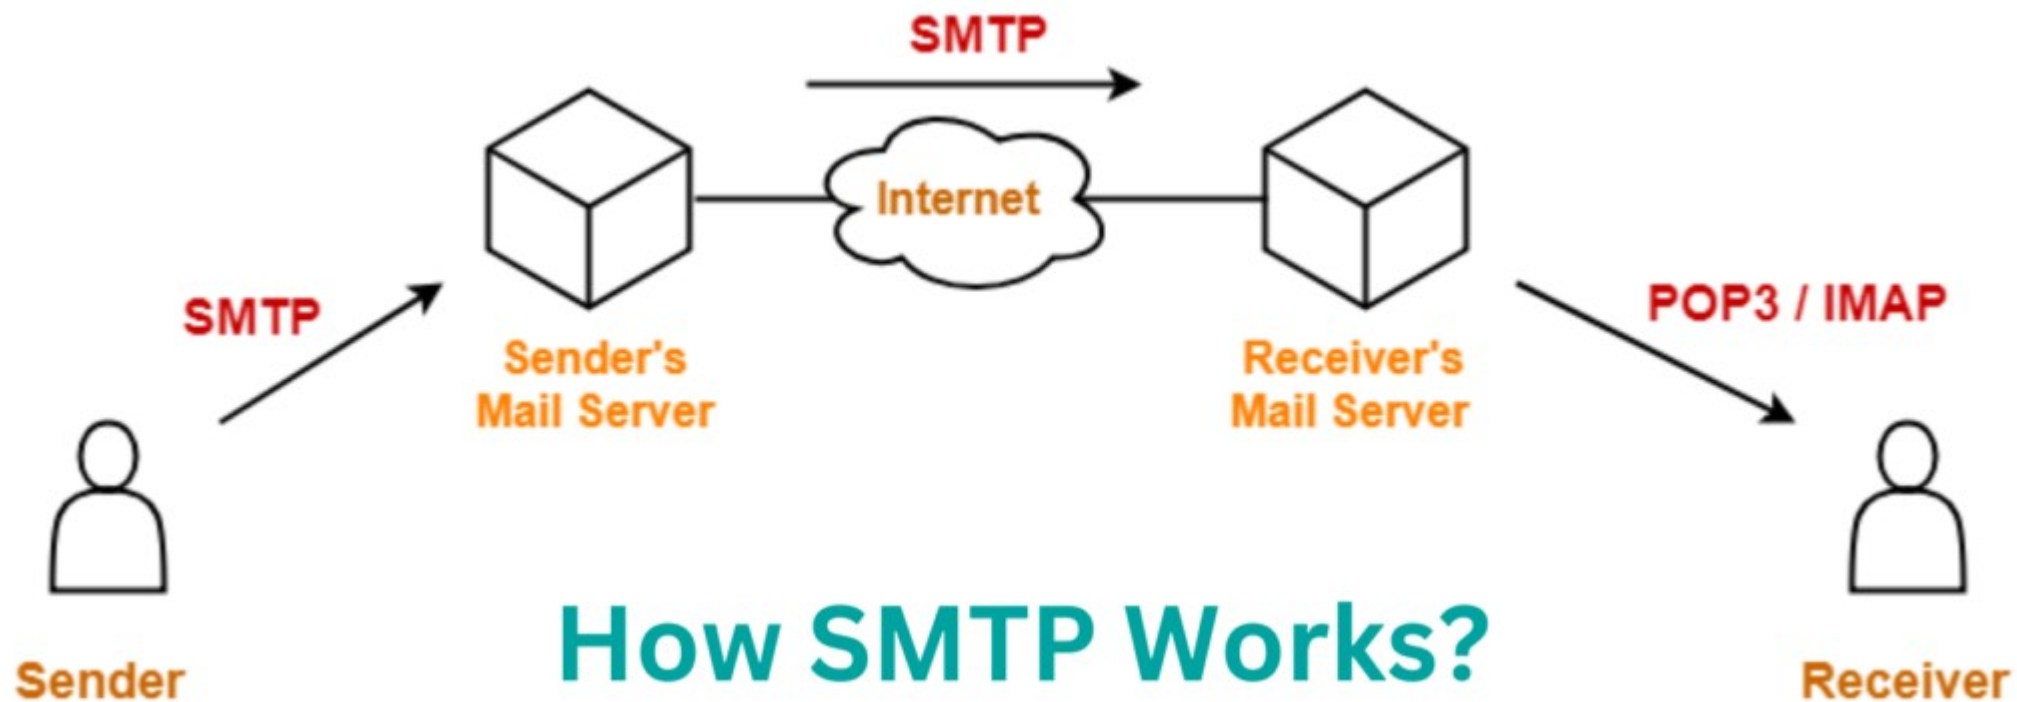 SMTP
Internet
SMTP
Sender's
Mail Server
Receiver's
Mail Server
POP3 / IMAP
Sender
How SMTP Works?
Receiver